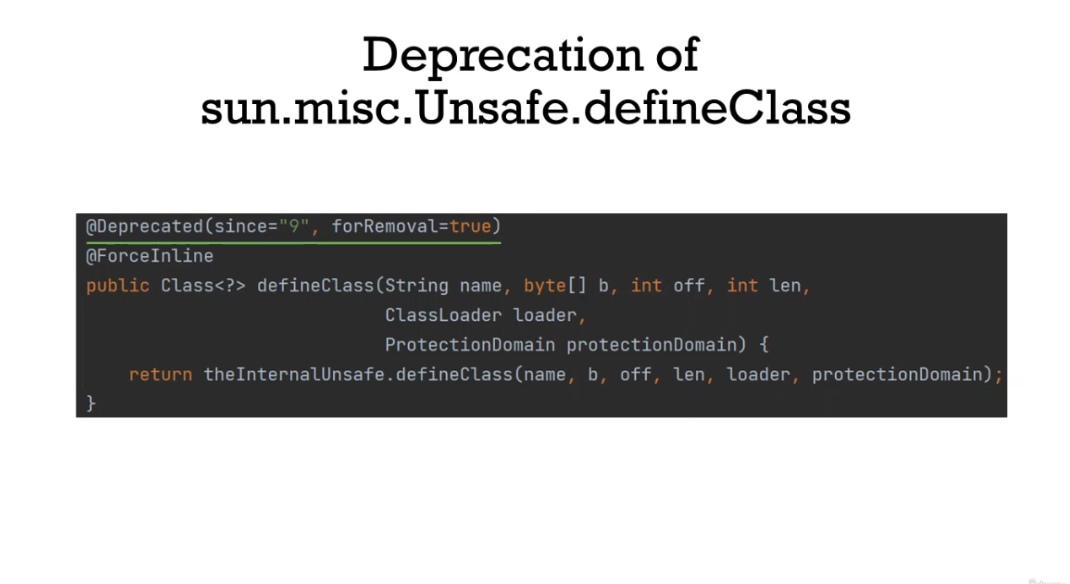 Deprecation of
sun.misc.Unsafe.defineClass
@Deprecated(since="9", forRemoval=true)
@ForceInline
public Class<?> defineClass(String name, byte[] b, int off, int len,
ClassLoader loader,
ProtectionDomain protectionDomain) {
return theInternalUnsafe.defineClass(name, b, off, len, loader, protectionDomain);
}